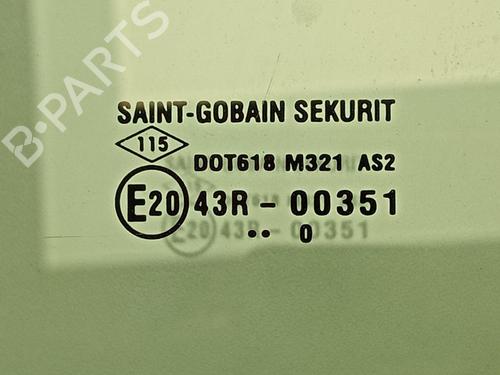 B-PARTS
SAINT-GOBAIN SEKURIT
115
DOT618 M321 AS2
E20 43R - 00351
•• 0